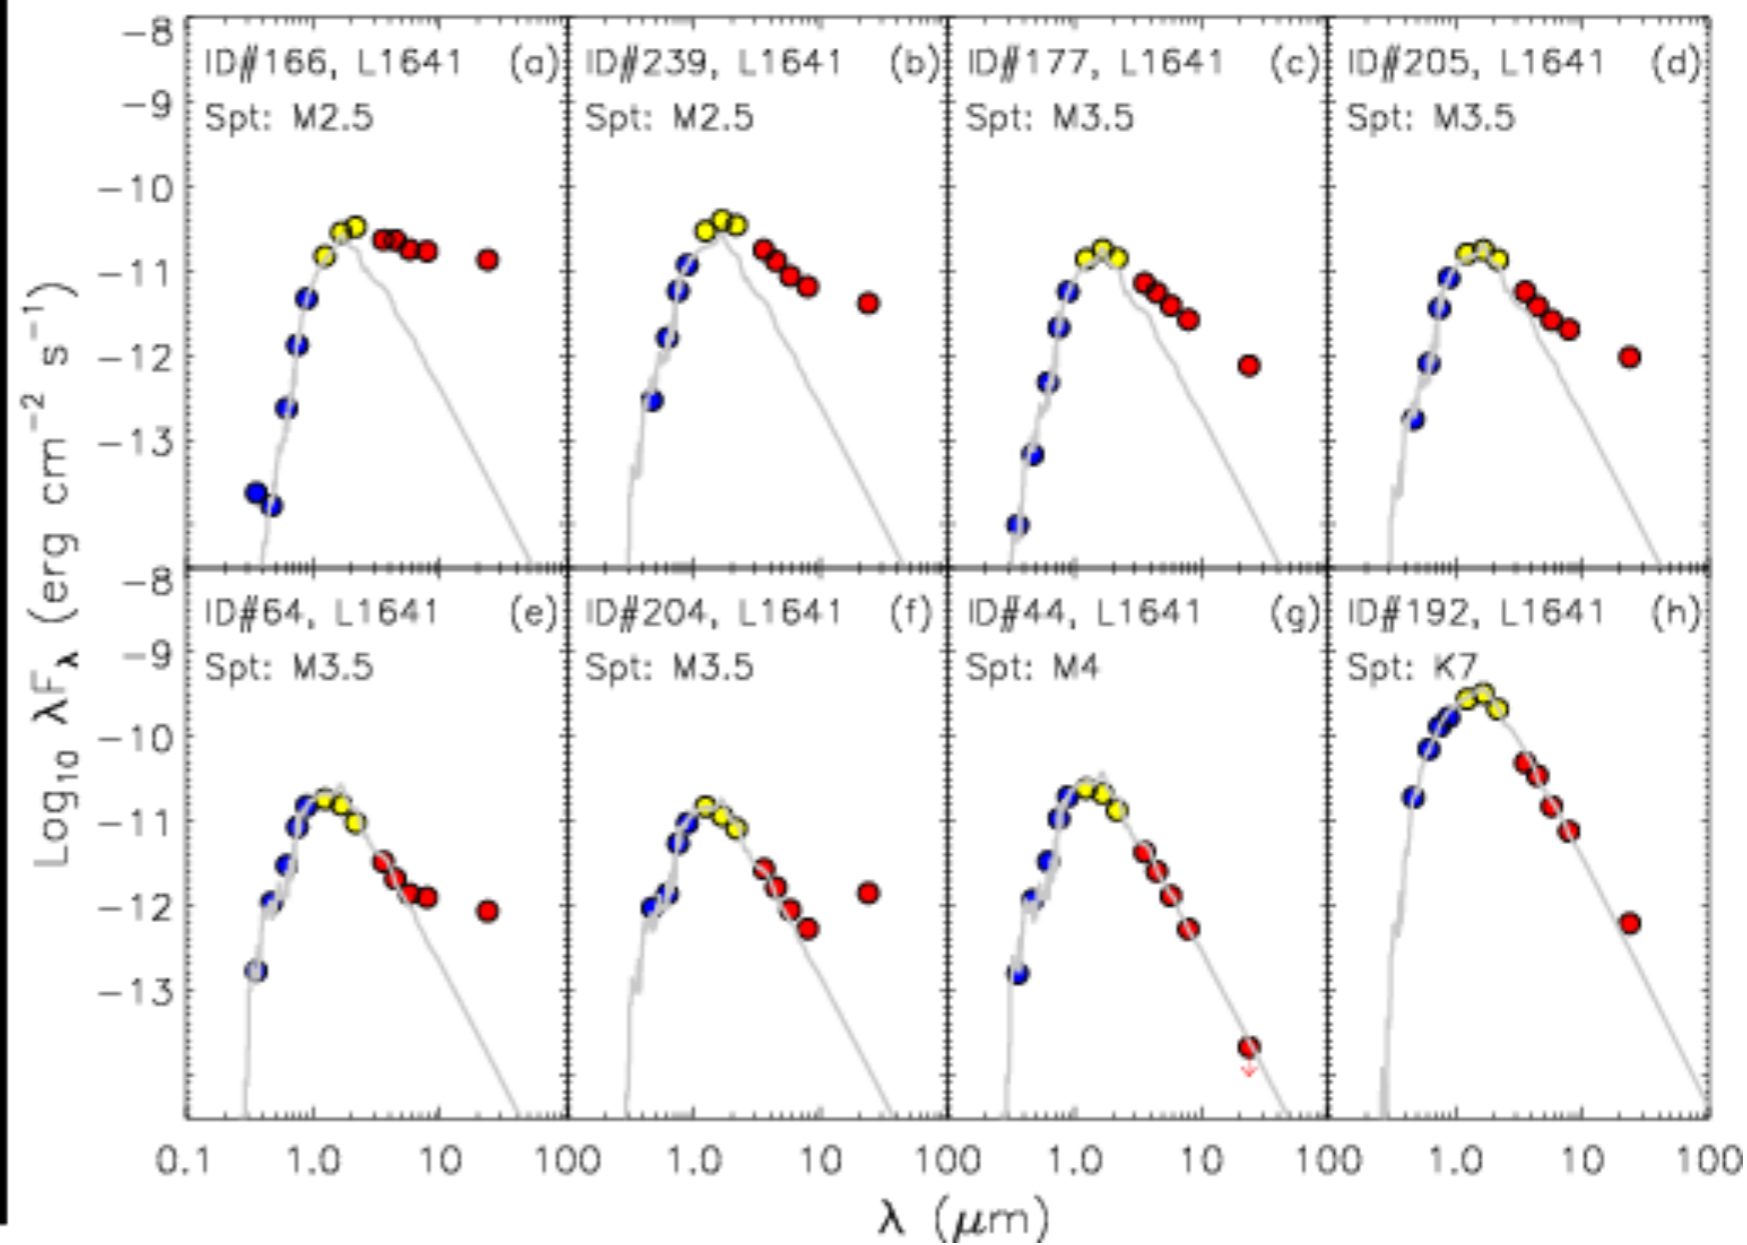 ID#166, L1641 (a)
Spt: M2.5
ID#239, L1641 (b)
Spt: M2.5
ID#177, L1641 (c)
Spt: M3.5
ID#205, L1641 (d)
Spt: M3.5
−8
−9
−10
−11
−12
−13
ID#64, L1641 (e)
Spt: M3.5
ID#204, L1641 (f)
Spt: M3.5
ID#44, L1641 (g)
Spt: M4
ID#192, L1641 (h)
Spt: K7
−8
−9
−10
−11
−12
−13
Log₁₀ λF_λ (erg cm⁻² s⁻¹)
0.1 1.0 10 100 1.0 10 100 1.0 10 100 1.0 10 100
λ (μm)